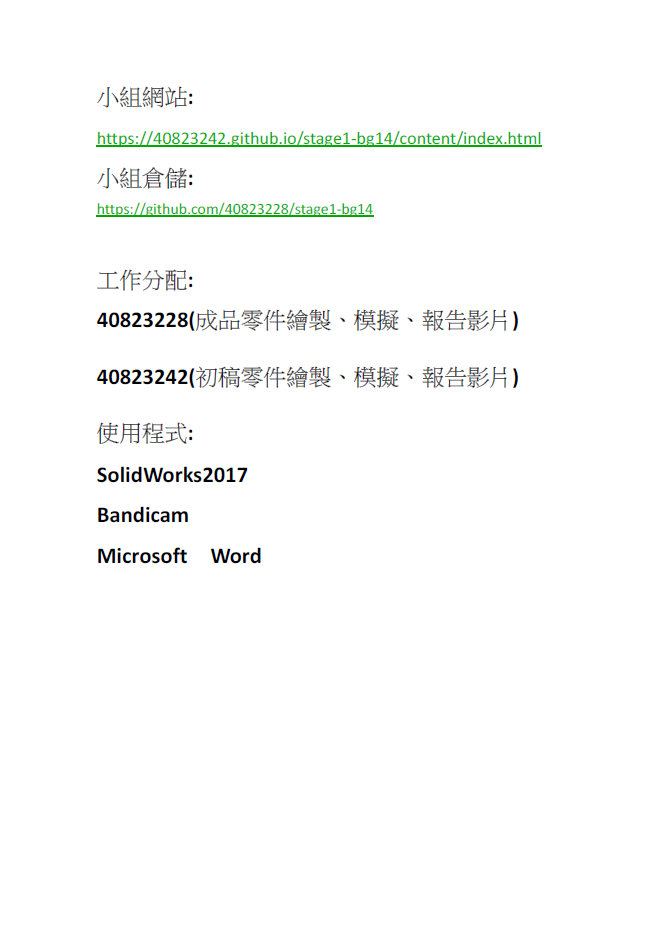 小組網站:
https://40823242.github.io/stage1-bg14/content/index.html
小組倉儲:
https://github.com/40823228/stage1-bg14
工作分配:
40823228(成品零件繪製、模擬、報告影片)
40823242(初稿零件繪製、模擬、報告影片)
使用程式:
SolidWorks2017
Bandicam
Microsoft Word